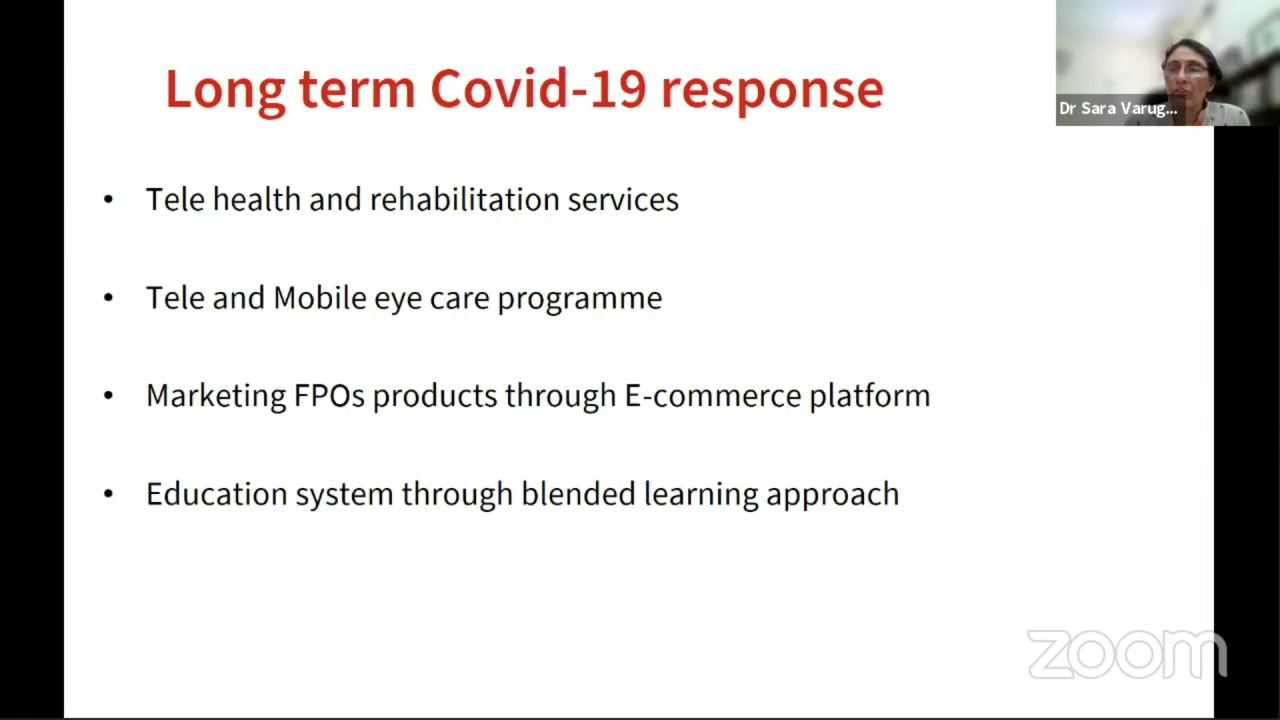 Long term Covid-19 response
Dr Sara Varug...
• Tele health and rehabilitation services
• Tele and Mobile eye care programme
• Marketing FPOs products through E-commerce platform
• Education system through blended learning approach
zoom